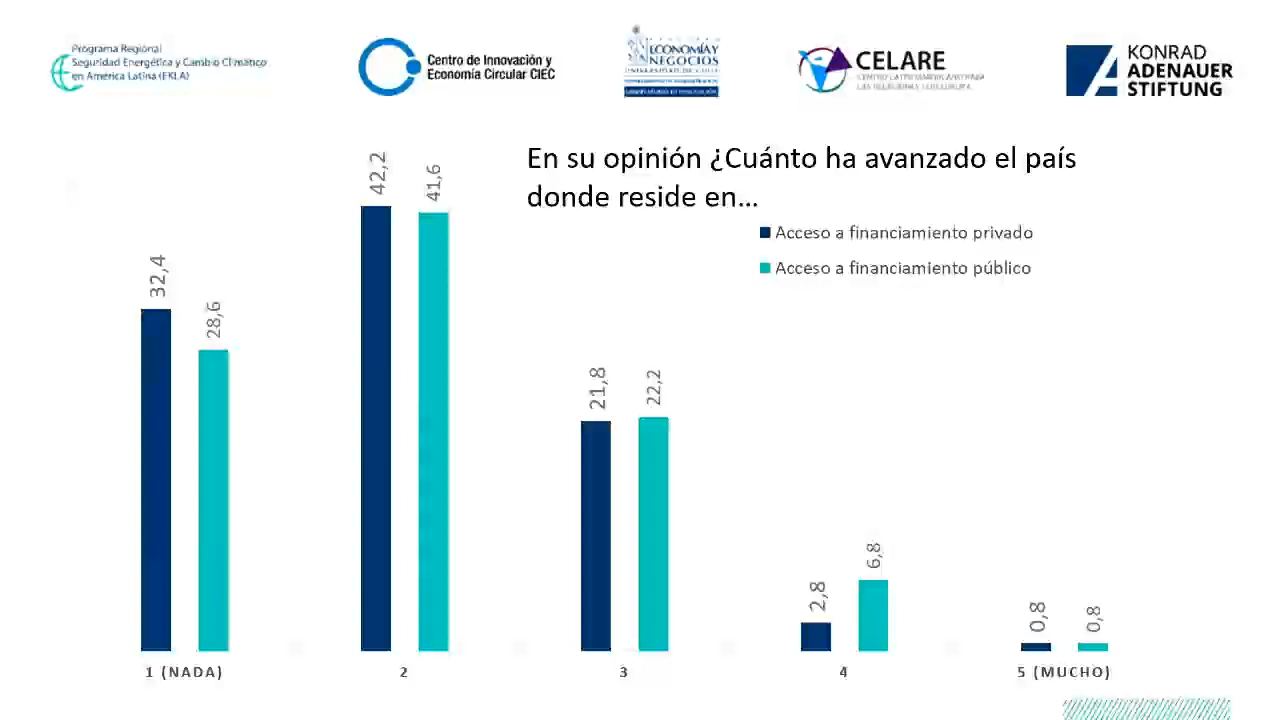 Programa Regional
Seguridad Energética y Cambio Climático
en América Latina (EKLA)
Centro de Innovación y
Economía Circular CIEC
ECONOMÍA Y
NEGOCIOS
UNIVERSIDAD DE CHILE
CELARE
KONRAD
ADENAUER
STIFTUNG
En su opinión ¿Cuánto ha avanzado el país
donde reside en...
Acceso a financiamiento privado
Acceso a financiamiento público
32,4
28,6
42,2
41,6
21,8
22,2
2,8
6,8
0,8
0,8
1 (NADA)
2
3
4
5 (MUCHO)